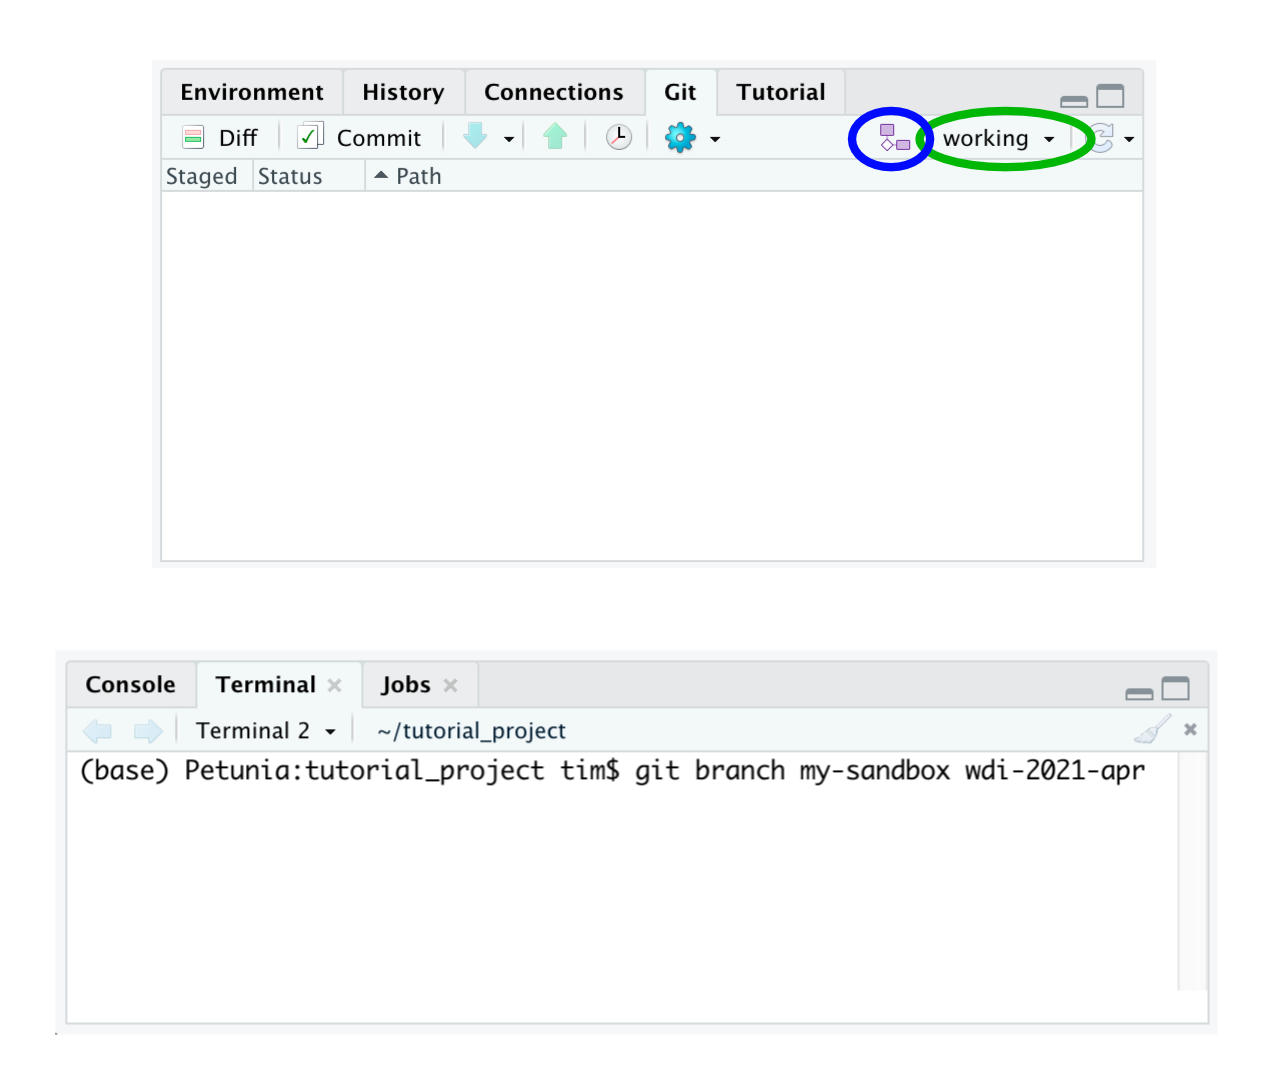 Environment History Connections Git Tutorial
Diff Commit working
Staged Status Path
Console Terminal Jobs
Terminal 2 ~/tutorial_project
(base) Petunia:tutorial_project tim$ git branch my-sandbox wdi-2021-apr